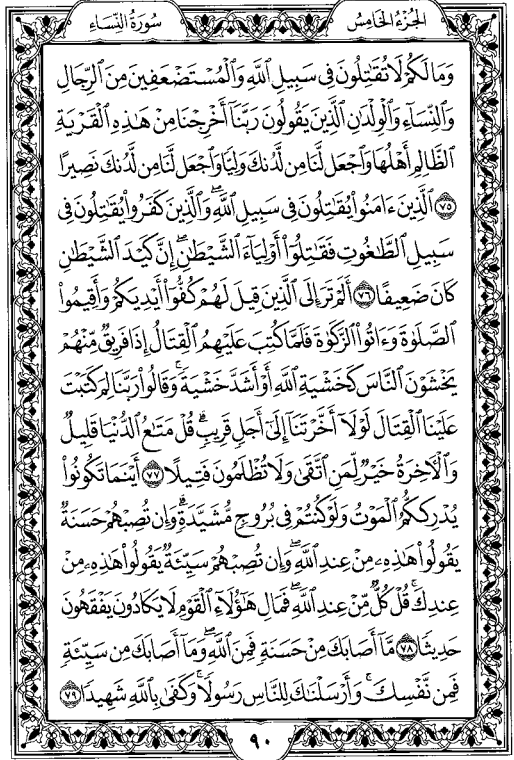 الجزء الخامس
سورة النساء
وَمَا لَكُمْ لَا تُقَٰتِلُونَ فِى سَبِيلِ ٱللَّهِ وَٱلْمُسْتَضْعَفِينَ مِنَ ٱلرِّجَالِ
وَٱلنِّسَآءِ وَٱلْوِلْدَٰنِ ٱلَّذِينَ يَقُولُونَ رَبَّنَآ أَخْرِجْنَا مِنْ هَٰذِهِ ٱلْقَرْيَةِ
ٱلظَّالِمِ أَهْلُهَا وَٱجْعَل لَّنَا مِن لَّدُنكَ وَلِيًّا وَٱجْعَل لَّنَا مِن لَّدُنكَ نَصِيرًا
٧٥ ٱلَّذِينَ ءَامَنُوا۟ يُقَٰتِلُونَ فِى سَبِيلِ ٱللَّهِ ۖ وَٱلَّذِينَ كَفَرُوا۟ يُقَٰتِلُونَ فِى
سَبِيلِ ٱلطَّٰغُوتِ فَقَٰتِلُوٓا۟ أَوْلِيَآءَ ٱلشَّيْطَٰنِ ۖ إِنَّ كَيْدَ ٱلشَّيْطَٰنِ
كَانَ ضَعِيفًا ٧٦ أَلَمْ تَرَ إِلَى ٱلَّذِينَ قِيلَ لَهُمْ كُفُّوٓا۟ أَيْدِيَكُمْ وَأَقِيمُوا۟
ٱلصَّلَوٰةَ وَءَاتُوا۟ ٱلزَّكَوٰةَ فَلَمَّا كُتِبَ عَلَيْهِمُ ٱلْقِتَالُ إِذَا فَرِيقٌ مِّنْهُمْ
يَخْشَوْنَ ٱلنَّاسَ كَخَشْيَةِ ٱللَّهِ أَوْ أَشَدَّ خَشْيَةً ۚ وَقَالُوا۟ رَبَّنَا لِمَ كَتَبْتَ
عَلَيْنَا ٱلْقِتَالَ لَوْلَآ أَخَّرْتَنَآ إِلَىٰٓ أَجَلٍ قَرِيبٍ ۗ قُلْ مَتَٰعُ ٱلدُّنْيَا قَلِيلٌ
وَٱلْءَاخِرَةُ خَيْرٌ لِّمَنِ ٱتَّقَىٰ وَلَا تُظْلَمُونَ فَتِيلًا ٧٧ أَيْنَمَا تَكُونُوا۟
يُدْرِككُّمُ ٱلْمَوْتُ وَلَوْ كُنتُمْ فِى بُرُوجٍ مُّشَيَّدَةٍ ۗ وَإِن تُصِبْهُمْ حَسَنَةٌ
يَقُولُوا۟ هَٰذِهِۦ مِنْ عِندِ ٱللَّهِ ۖ وَإِن تُصِبْهُمْ سَيِّئَةٌ يَقُولُوا۟ هَٰذِهِۦ مِنْ
عِندِكَ ۚ قُلْ كُلٌّ مِّنْ عِندِ ٱللَّهِ ۖ فَمَالِ هَٰٓؤُلَآءِ ٱلْقَوْمِ لَا يَكَادُونَ يَفْقَهُونَ
حَدِيثًا ٧٨ مَّآ أَصَابَكَ مِنْ حَسَنَةٍ فَمِنَ ٱللَّهِ ۖ وَمَآ أَصَابَكَ مِن سَيِّئَةٍ
فَمِن نَّفْسِكَ ۚ وَأَرْسَلْنَٰكَ لِلنَّاسِ رَسُولًا ۚ وَكَفَىٰ بِٱللَّهِ شَهِيدًا ٧٩
٩٠